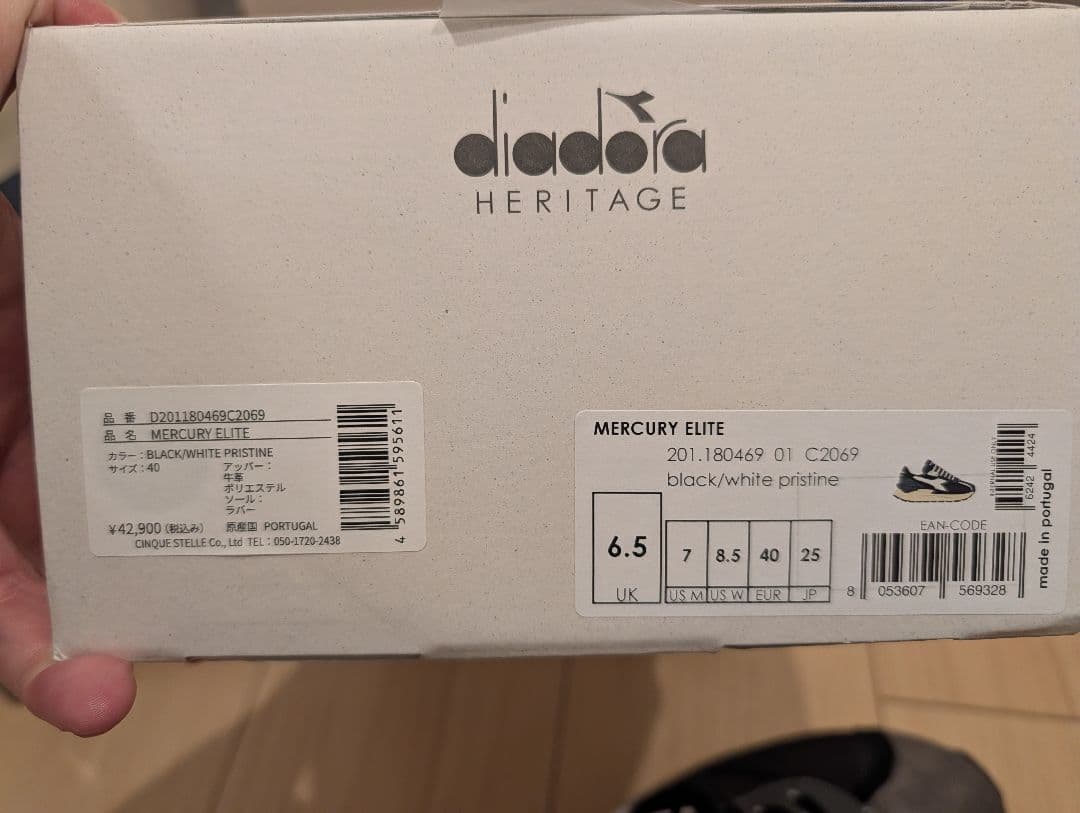 diadora
HERITAGE
品 番 D201180469C2069
品 名 MERCURY ELITE
カラー:BLACK/WHITE PRISTINE
サイズ:40
アッパー:
牛革
ポリエステル
ソール:
ラバー
¥42,900(税込み) 原産国 PORTUGAL
CINQUE STELLE Co., Ltd TEL:050-1720-2438
4 589861 595611
MERCURY ELITE
201.180469 01 C2069
black/white pristine
6.5 7 8.5 40 25
UK US M US W EUR JP
INTERNAL USE ONLY
6242 4424
EAN-CODE
8 053607 569328
made in portugal